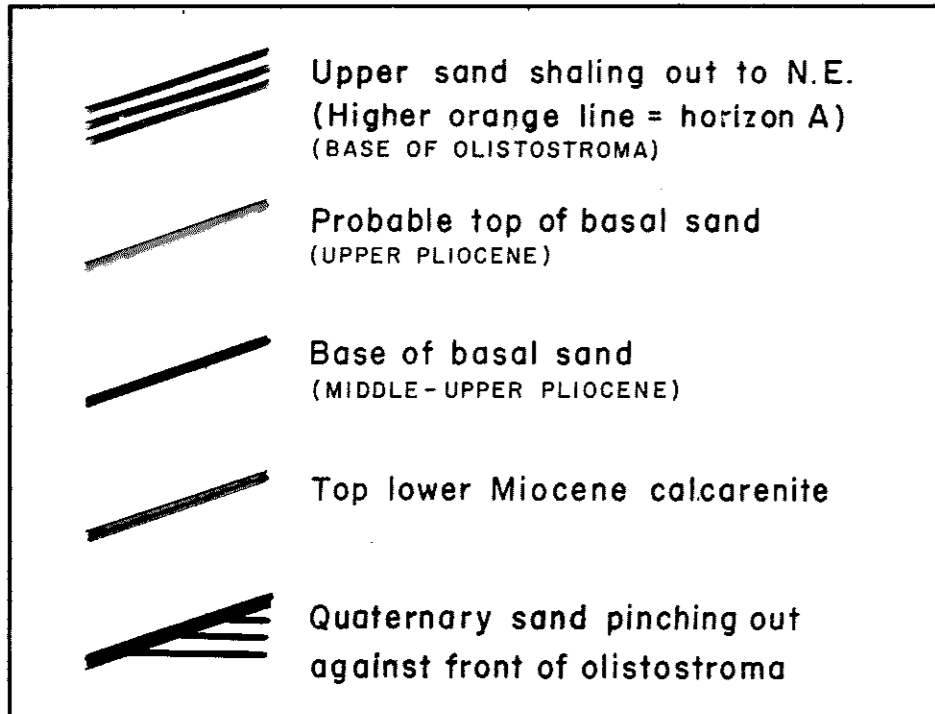 Upper sand shaling out to N.E.
(Higher orange line = horizon A)
(BASE OF OLISTOSTROMA)
Probable top of basal sand
(UPPER PLIOCENE)
Base of basal sand
(MIDDLE-UPPER PLIOCENE)
Top lower Miocene calcarenite
Quaternary sand pinching out
against front of olistostroma